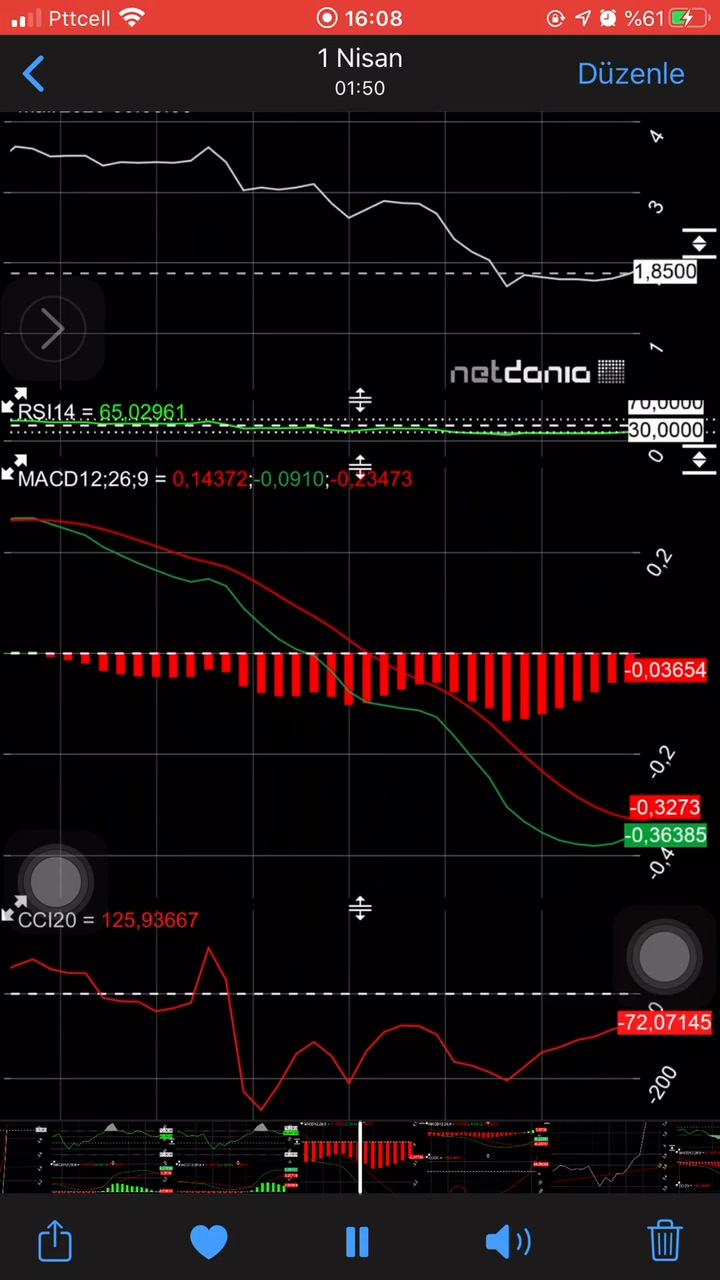 Pttcell 16:08 %61
1 Nisan
01:50
Düzenle
4
3
1,8500
1
netdania
RSI14 = 65,02961
70,0000
30,0000
0
MACD12;26;9 = 0,14372;-0,0910;-0,23473
0,2
-0,03654
-0,2
-0,3273
-0,36385
-0,4
CCI20 = 125,93667
0
-72,07145
-200